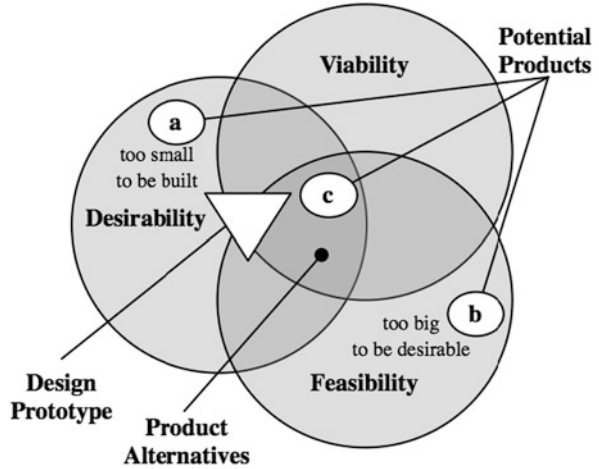 Potential
Products
Viability
a
too small
to be built
c
Desirability
b
too big
to be desirable
Feasibility
Design
Prototype
Product
Alternatives